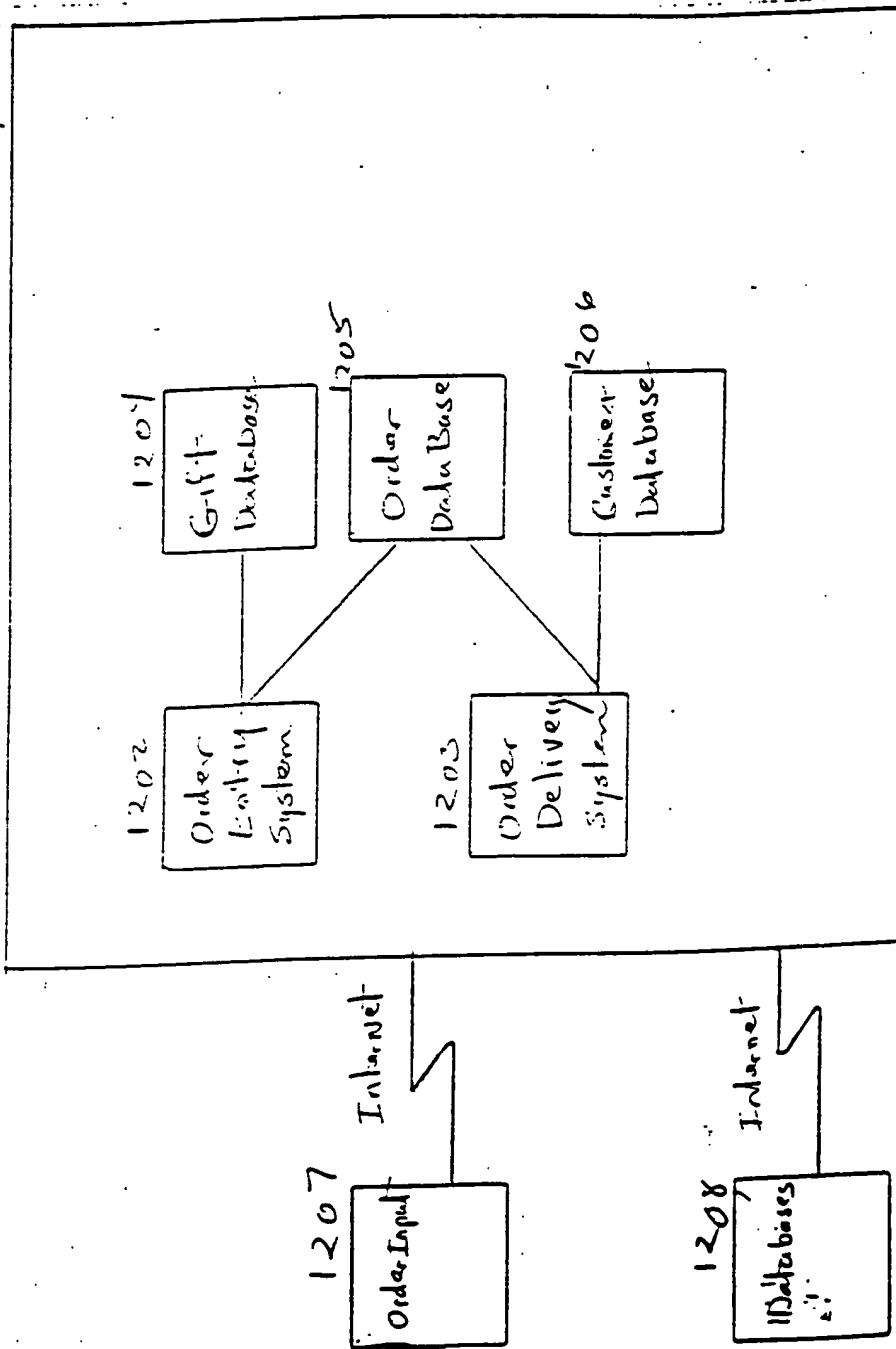 1204
Gift
Database
1205
Order
Data Base
1206
Customer
Database
1202
Order
Entry
System
1203
Order
Delivery
System
1207
Order Input
Internet
1208
Databases
Internet